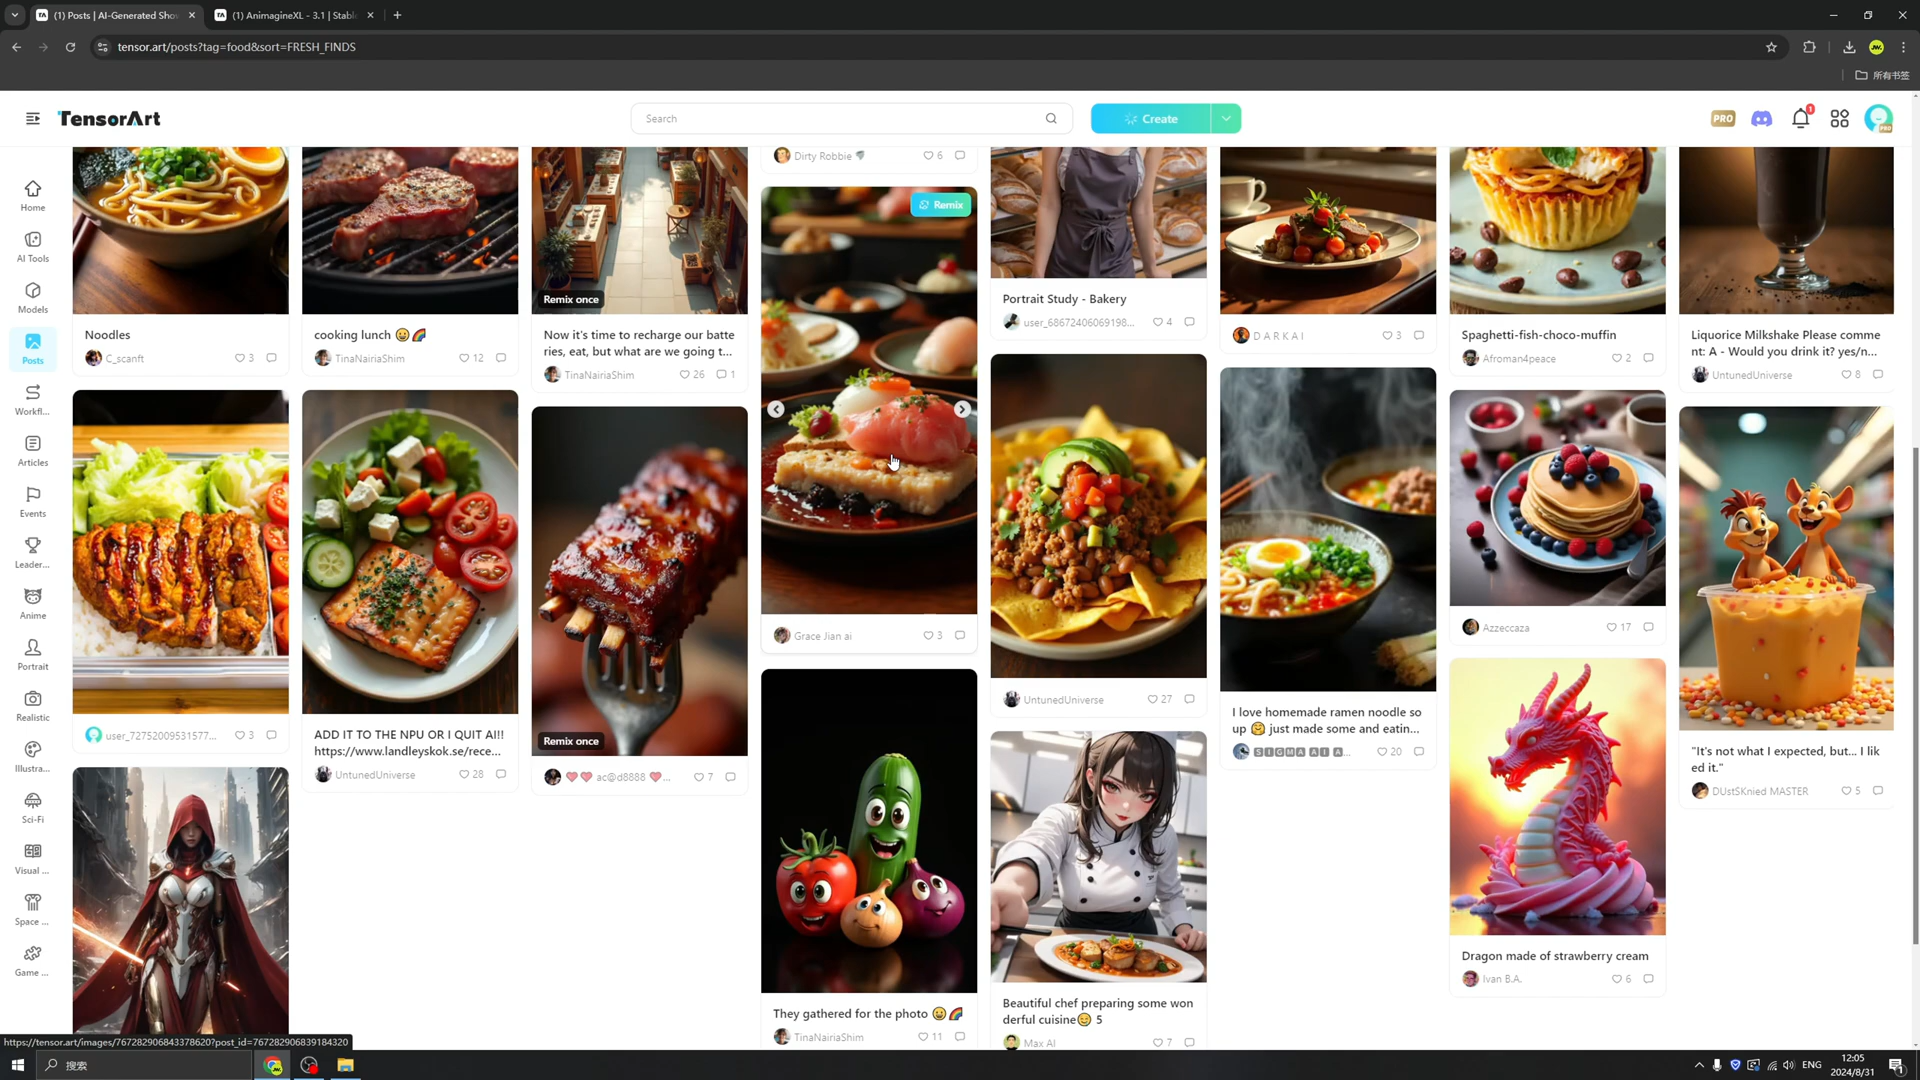 (1) Posts | AI-Generated Sho
(1) AnimagineXL - 3.1 | Stabl
tensor.art/posts?tag=food&sort=FRESH_FINDS
所有书签
TensorArt
Search
Create
PRO
1
Home
AI Tools
Models
Posts
Workfl...
Articles
Events
Leader...
Anime
Portrait
Realistic
Illustra...
Sci-Fi
Visual ...
Space ...
Game ...
Noodles
C_scanft
3
user_72752009531577...
3
cooking lunch 😀🌈
TinaNairiaShim
12
ADD IT TO THE NPU OR I QUIT AI!!
https://www.landleyskok.se/rece...
UntunedUniverse
28
Remix once
Now it's time to recharge our batte
ries, eat, but what are we going t...
TinaNairiaShim
26
1
Remix once
❤❤ ac@d8888 ❤...
7
Dirty Robbie
6
Remix
Grace Jian ai
3
They gathered for the photo 😀🌈
TinaNairiaShim
11
Portrait Study - Bakery
user_68672406069198...
4
UntunedUniverse
27
Beautiful chef preparing some won
derful cuisine😊 5
Max AI
7
D A R K A I
3
I love homemade ramen noodle so
up 🤗 just made some and eatin...
SIGMA AI A...
20
Spaghetti-fish-choco-muffin
Afroman4peace
2
Azzeccaza
17
Dragon made of strawberry cream
Ivan B.A.
6
Liquorice Milkshake Please comme
nt: A - Would you drink it? yes/n...
UntunedUniverse
8
"It's not what I expected, but... I lik
ed it."
DUstSKnied MASTER
5
https://tensor.art/images/767282906843378620?post_id=767282906839184320
搜索
ENG
12:05
2024/8/31
1